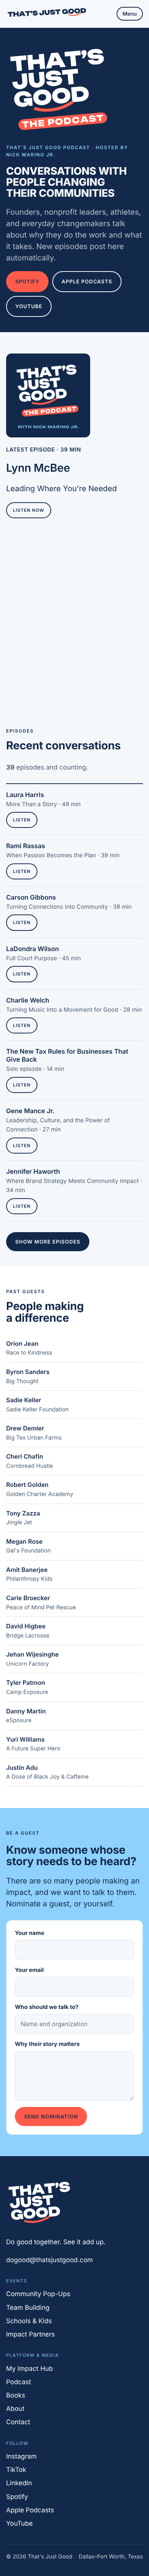 THAT'S JUST GOOD
Menu
THAT'S
JUST
GOOD
THE PODCAST
THAT'S JUST GOOD PODCAST · HOSTED BY
NICK MARINO JR.
CONVERSATIONS WITH
PEOPLE CHANGING
THEIR COMMUNITIES
Founders, nonprofit leaders, athletes,
and everyday changemakers talk
about why they do the work and what
it takes. New episodes post
automatically.
SPOTIFY
APPLE PODCASTS
YOUTUBE
THAT'S
JUST
GOOD
THE PODCAST
WITH NICK MARINO JR.
LATEST EPISODE · 39 MIN
Lynn McBee
Leading Where You're Needed
LISTEN NOW
EPISODES
Recent conversations
39 episodes and counting.
Laura Harris
More Than a Story · 48 min
LISTEN
Rami Rassas
When Passion Becomes the Plan · 39 min
LISTEN
Carson Gibbons
Turning Connections into Community · 38 min
LISTEN
LaDondra Wilson
Full Court Purpose · 45 min
LISTEN
Charlie Welch
Turning Music Into a Movement for Good · 28 min
LISTEN
The New Tax Rules for Businesses That
Give Back
Solo episode · 14 min
LISTEN
Gene Mance Jr.
Leadership, Culture, and the Power of
Connection · 27 min
LISTEN
Jennifer Haworth
Where Brand Strategy Meets Community Impact ·
34 min
LISTEN
SHOW MORE EPISODES
PAST GUESTS
People making
a difference
Orion Jean
Race to Kindness
Byron Sanders
Big Thought
Sadie Keller
Sadie Keller Foundation
Drew Demler
Big Tex Urban Farms
Cheri Chafin
Cornbread Hustle
Robert Golden
Golden Charter Academy
Tony Zazza
Jingle Jet
Megan Rose
Gal's Foundation
Amit Banerjee
Philanthropy Kids
Carie Broecker
Peace of Mind Pet Rescue
David Higbee
Bridge Lacrosse
Jehan Wijesinghe
Unicorn Factory
Tyler Patmon
Camp Exposure
Danny Martin
eSposure
Yuri Williams
A Future Super Hero
Justin Adu
A Dose of Black Joy & Caffeine
BE A GUEST
Know someone whose
story needs to be heard?
There are so many people making an
impact, and we want to talk to them.
Nominate a guest, or yourself.
Your name
Your email
Who should we talk to?
Name and organization
Why their story matters
SEND NOMINATION
THAT'S
JUST
GOOD
Do good together. See it add up.
dogood@thatsjustgood.com
EVENTS
Community Pop-Ups
Team Building
Schools & Kids
Impact Partners
PLATFORM & MEDIA
My Impact Hub
Podcast
Books
About
Contact
FOLLOW
Instagram
TikTok
LinkedIn
Spotify
Apple Podcasts
YouTube
© 2026 That's Just Good Dallas–Fort Worth, Texas